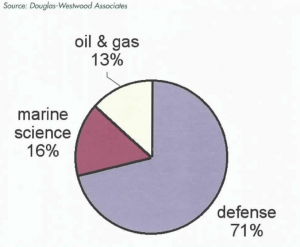 Source: Douglas-Westwood Associates
oil & gas
13%
marine
science
16%
defense
71%